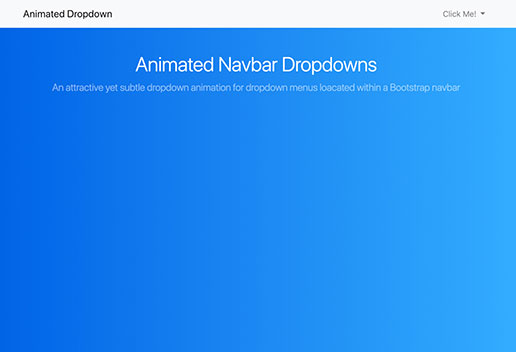 Animated Dropdown
Click Me!
Animated Navbar Dropdowns
An attractive yet subtle dropdown animation for dropdown menus loacated within a Bootstrap navbar